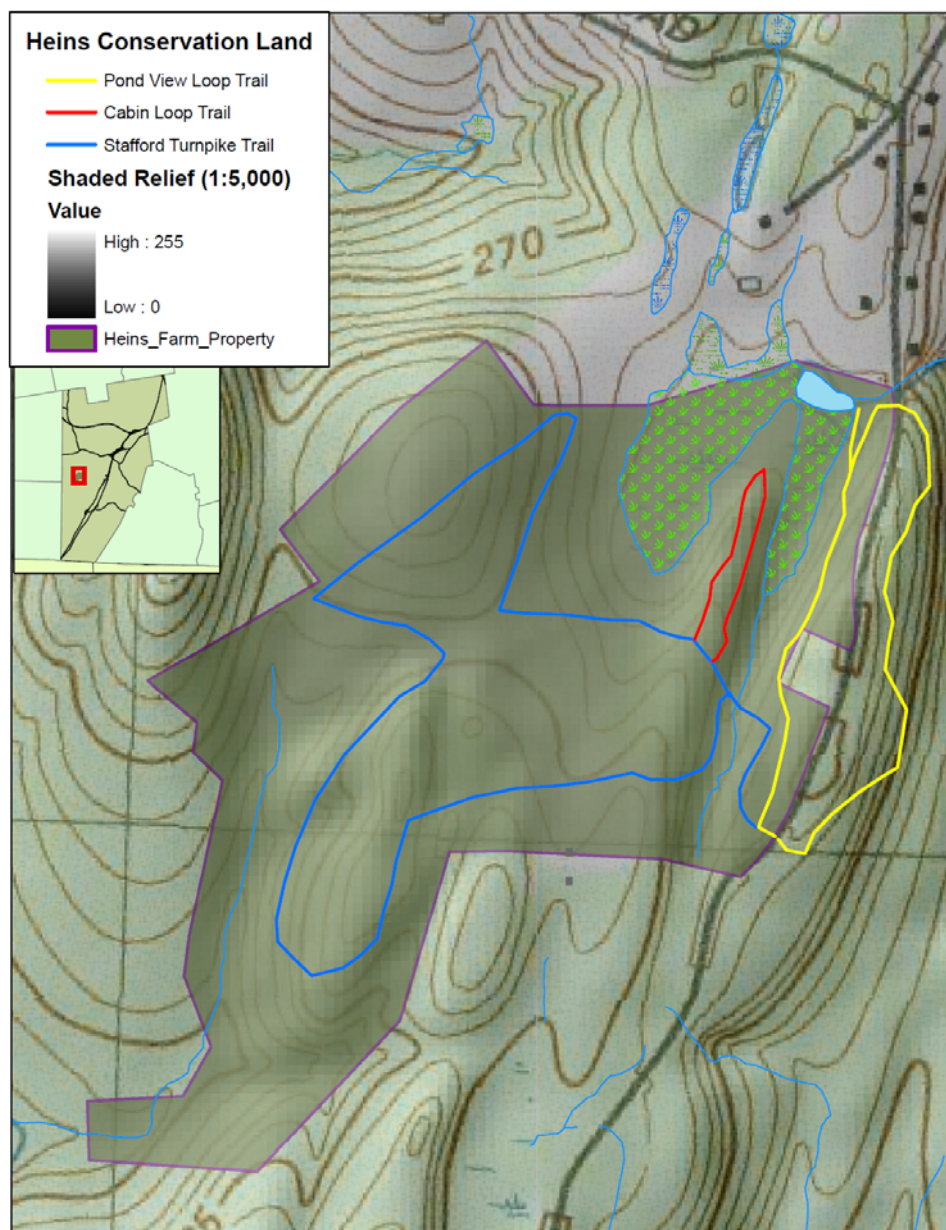 Heins Conservation Land
Pond View Loop Trail
Cabin Loop Trail
Stafford Turnpike Trail
Shaded Relief (1:5,000)
Value
High : 255
Low : 0
Heins_Farm_Property
270